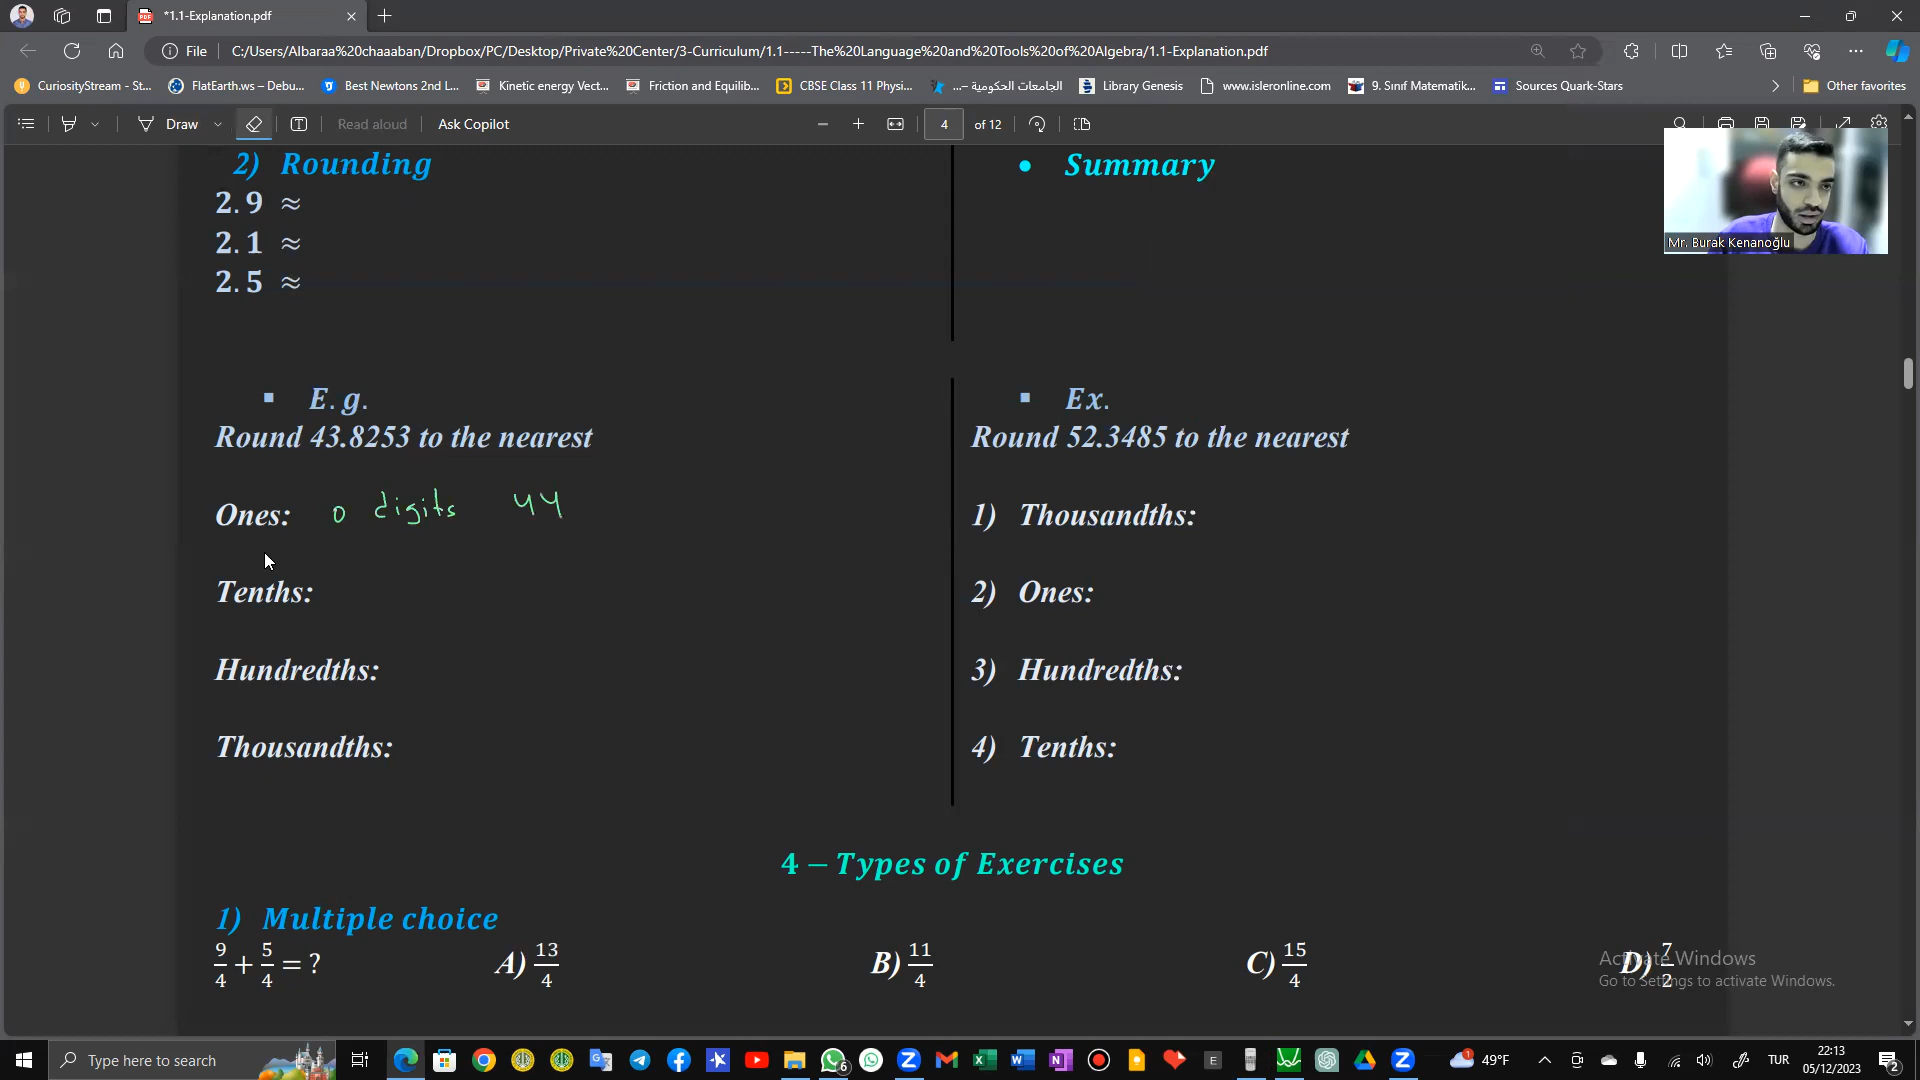 *1.1-Explanation.pdf
File
C:/Users/Albaraa%20chaaaban/Dropbox/PC/Desktop/Private%20Center/3-Curriculum/1.1-----The%20Language%20and%20Tools%20of%20Algebra/1.1-Explanation.pdf
CuriosityStream - St...
FlatEarth.ws – Debu...
Best Newtons 2nd L...
Kinetic energy Vect...
Friction and Equilib...
CBSE Class 11 Physi...
الجامعات الحكومية –...
Library Genesis
www.isleronline.com
9. Sınıf Matematik...
Sources Quark-Stars
Other favorites
Draw
Read aloud
Ask Copilot
4 of 12
2) Rounding
2.9 ≈
2.1 ≈
2.5 ≈
• Summary
Mr. Burak Kenanoğlu
▪ E.g.
Round 43.8253 to the nearest
Ones: 0 digits 44
Tenths:
Hundredths:
Thousandths:
▪ Ex.
Round 52.3485 to the nearest
1) Thousandths:
2) Ones:
3) Hundredths:
4) Tenths:
4 – Types of Exercises
1) Multiple choice
9/4 + 5/4 = ? A) 13/4 B) 11/4 C) 15/4 D) 7/2
Activate Windows
Go to Settings to activate Windows.
Type here to search
49°F
TUR
22:13
05/12/2023